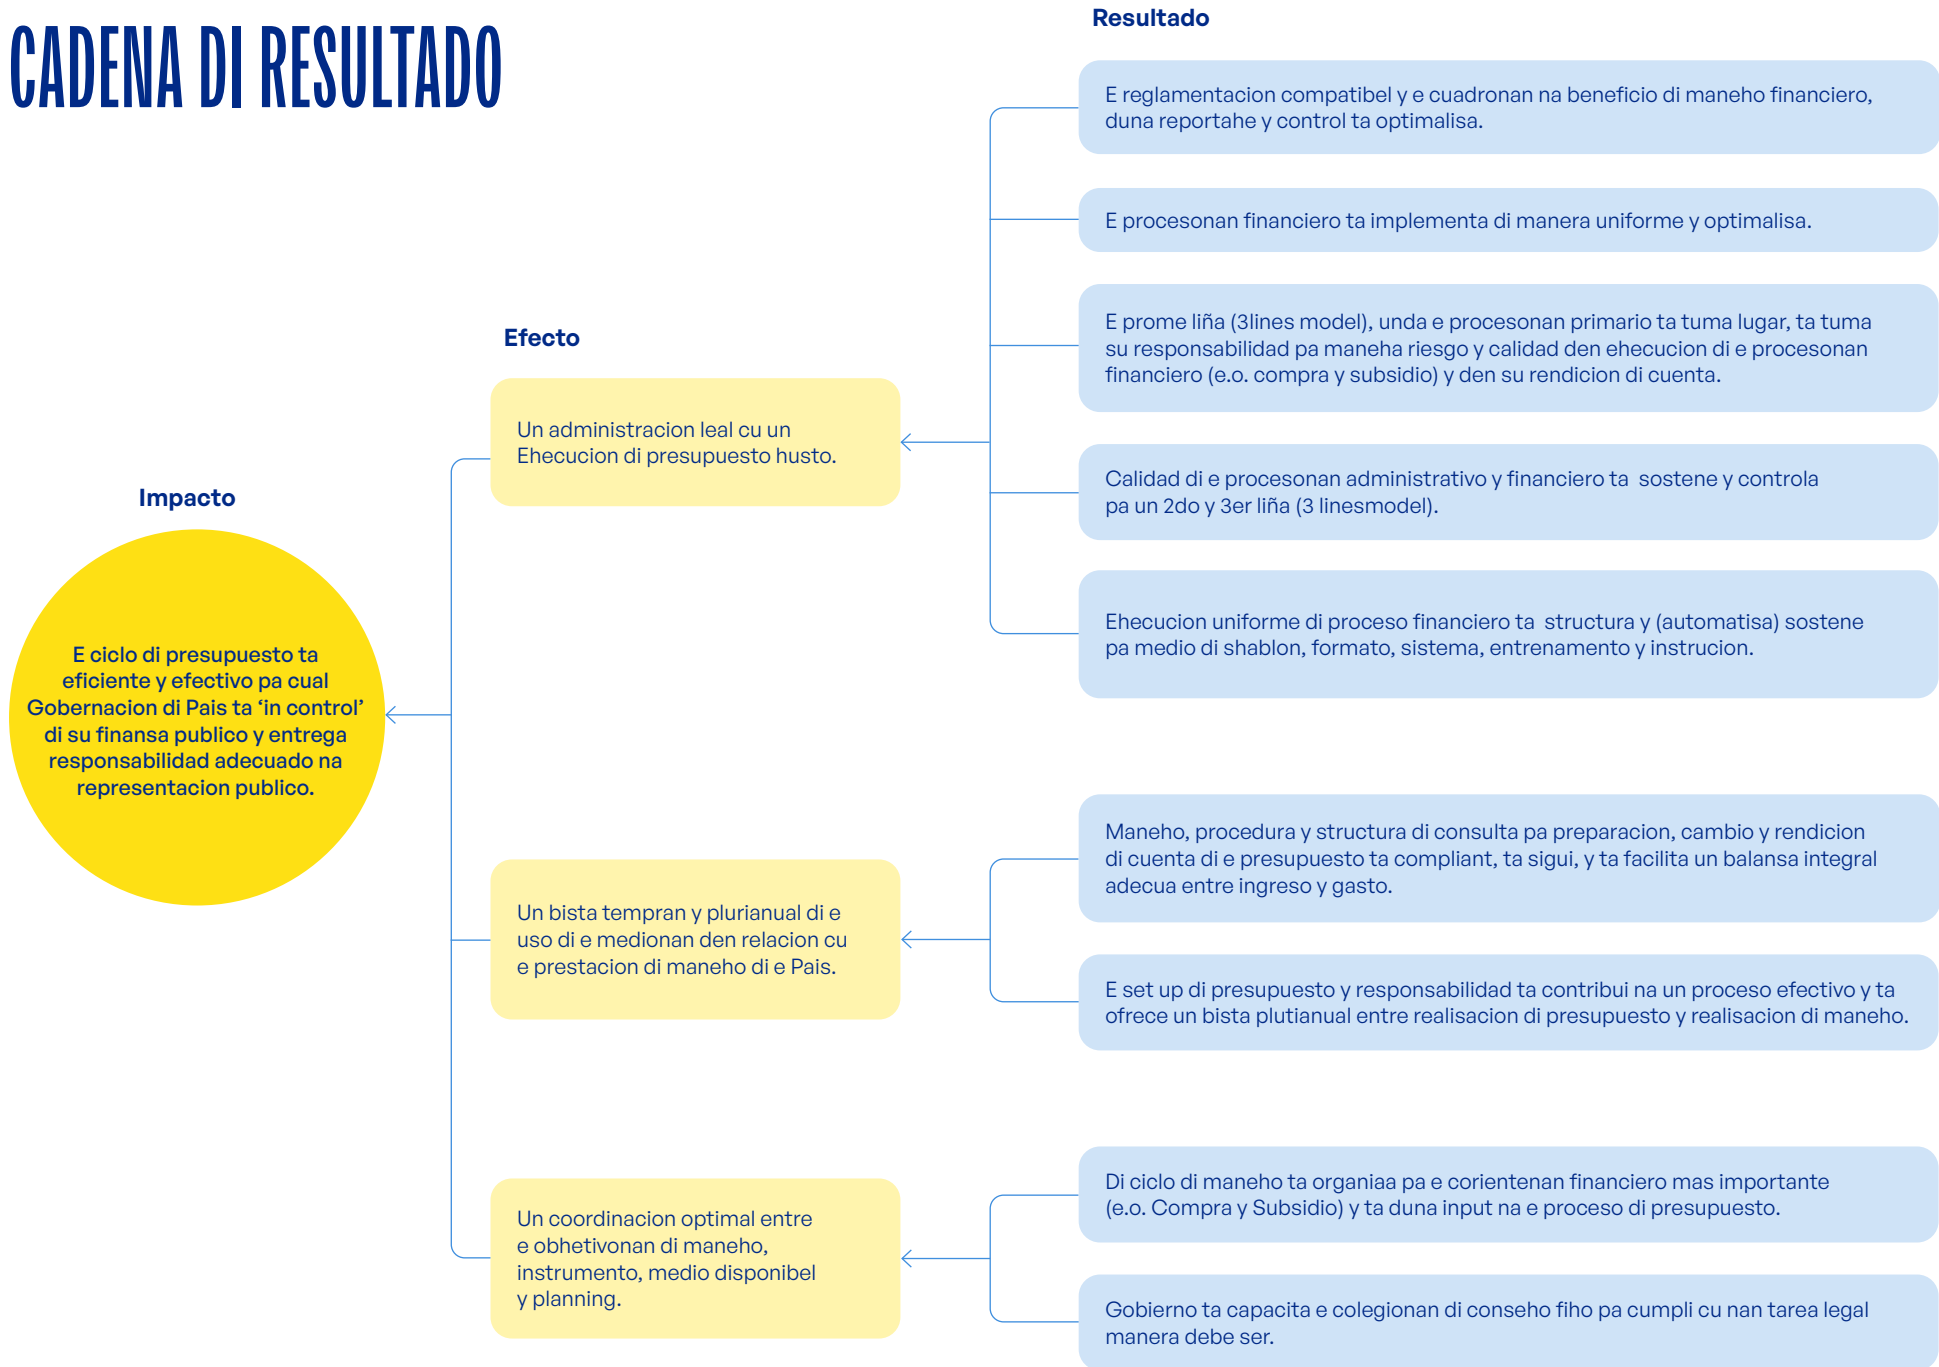 CADENA DI RESULTADO
Impacto
E ciclo di presupuesto ta
eficiente y efectivo pa cual
Gobernacion di Pais ta ‘in control’
di su finansa publico y entrega
responsabilidad adecuado na
representacion publico.
Efecto
Un administracion leal cu un
Ehecucion di presupuesto husto.
Un bista tempran y plurianual di e
uso di e medionan den relacion cu
e prestacion di maneho di e Pais.
Un coordinacion optimal entre
e obhetivonan di maneho,
instrumento, medio disponibel
y planning.
Resultado
E reglamentacion compatibel y e cuadronan na beneficio di maneho financiero,
duna reportahe y control ta optimalisa.
E procesonan financiero ta implementa di manera uniforme y optimalisa.
E prome liña (3lines model), unda e procesonan primario ta tuma lugar, ta tuma
su responsabilidad pa maneha riesgo y calidad den ehecucion di e procesonan
financiero (e.o. compra y subsidio) y den su rendicion di cuenta.
Calidad di e procesonan administrativo y financiero ta sostene y controla
pa un 2do y 3er liña (3 linesmodel).
Ehecucion uniforme di proceso financiero ta structura y (automatisa) sostene
pa medio di shablon, formato, sistema, entrenamento y instrucion.
Maneho, procedura y structura di consulta pa preparacion, cambio y rendicion
di cuenta di e presupuesto ta compliant, ta sigui, y ta facilita un balansa integral
adecua entre ingreso y gasto.
E set up di presupuesto y responsabilidad ta contribui na un proceso efectivo y ta
ofrece un bista plutianual entre realisacion di presupuesto y realisacion di maneho.
Di ciclo di maneho ta organiaa pa e corientenan financiero mas importante
(e.o. Compra y Subsidio) y ta duna input na e proceso di presupuesto.
Gobierno ta capacita e colegionan di conseho fiho pa cumpli cu nan tarea legal
manera debe ser.